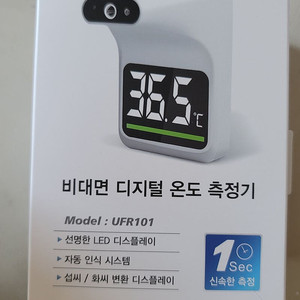 36.5
℃
비대면 디지털 온도 측정기
Model : UFR101
▸ 선명한 LED 디스플레이
▸ 자동 인식 시스템
▸ 섭씨 / 화씨 변환 디스플레이
1 Sec
신속한 측정